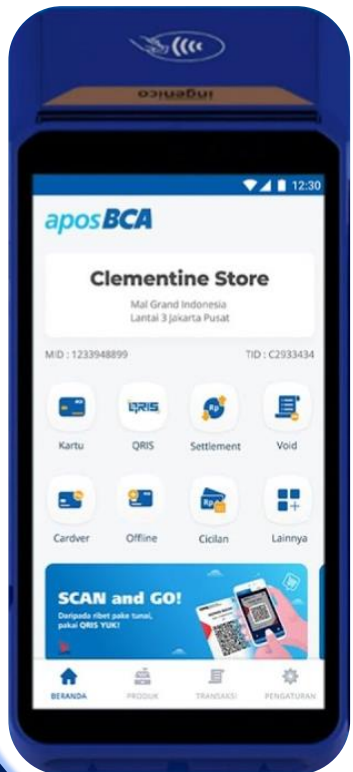 ingenico
12:30
apos BCA
Clementine Store
Mal Grand Indonesia
Lantai 3 Jakarta Pusat
MID : 1233948899
TID : C2933434
Kartu
QRIS
Settlement
Void
Cardver
Offline
Cicilan
Lainnya
SCAN and GO!
Daripada ribet pake tunai,
pakai QRIS YUK!
BERANDA
PRODUK
TRANSAKSI
PENGATURAN